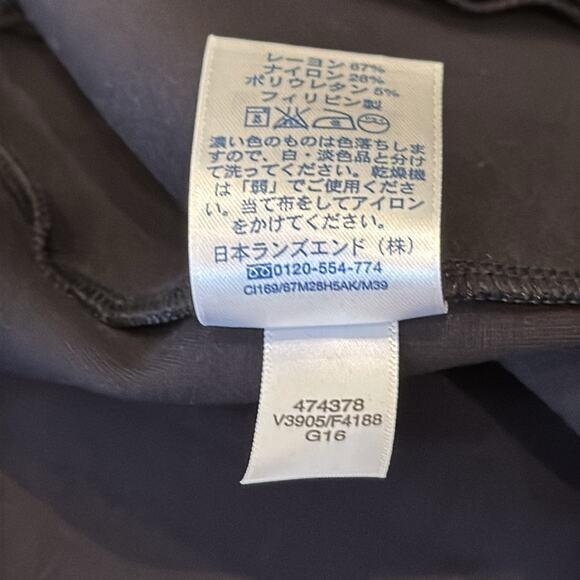 レーヨン 67%
ナイロン 28%
ポリウレタン 5%
フィリピン製
濃い色のものは色落ちしま
すので、白・淡色品と分け
て洗ってください。乾燥機
は「弱」でご使用くださ
い。当て布をしてアイロン
をかけてください。
日本ランズエンド（株）
0120-554-774
CI169/67M28H5AK/M39
474378
V3905/F4188
G16